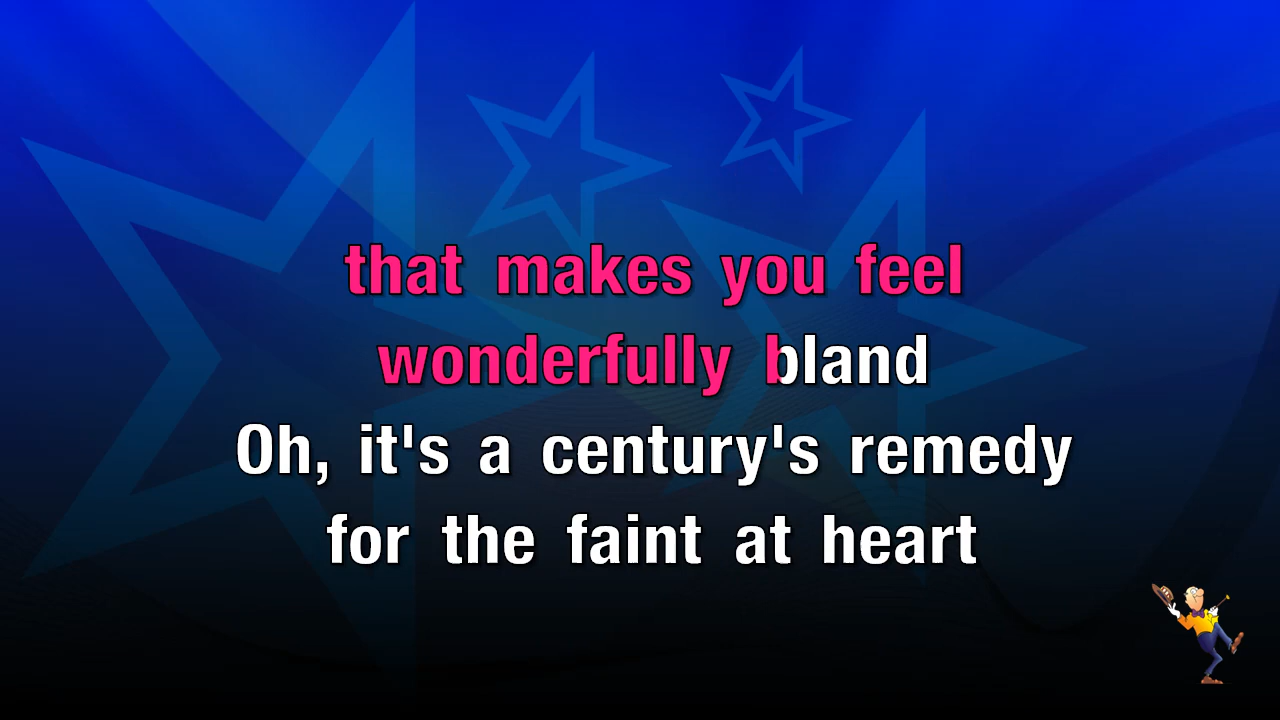 that makes you feel
wonderfully bland
Oh, it's a century's remedy
for the faint at heart